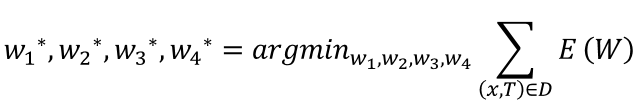 w₁*, w₂*, w₃*, w₄* = argmin_{w₁,w₂,w₃,w₄} ∑_{(x,T)∈D} E (W)